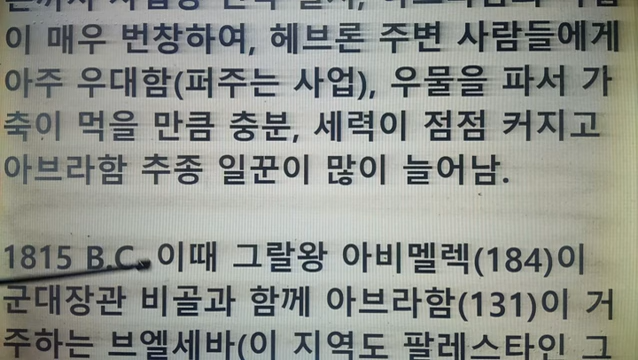 이 매우 번창하여, 헤브론 주변 사람들에게
아주 우대함(퍼주는 사업), 우물을 파서 가
축이 먹을 만큼 충분, 세력이 점점 커지고
아브라함 추종 일꾼이 많이 늘어남.
1815 B.C. 이때 그랄왕 아비멜렉(184)이
군대장관 비골과 함께 아브라함(131)이 거
주하는 브엘세바(이 지역도 팔레스타인 그